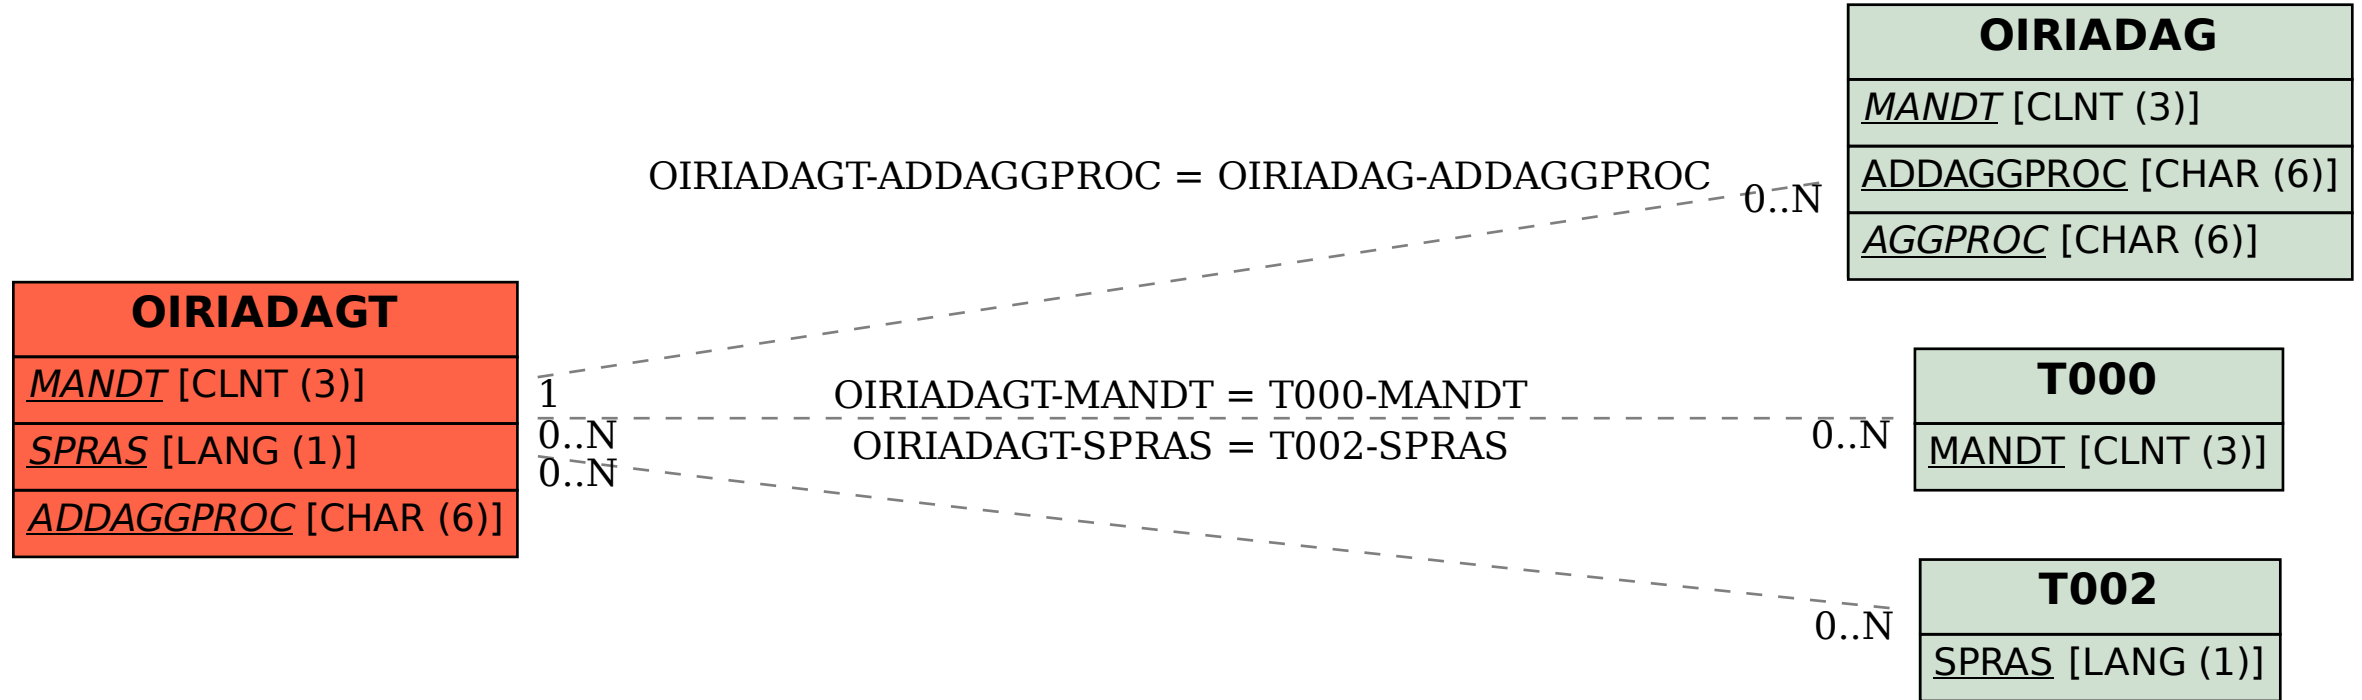 OIRIADAG
MANDT [CLNT (3)]
ADDAGGPROC [CHAR (6)]
AGGPROC [CHAR (6)]
OIRIADAGT-ADDAGGPROC = OIRIADAG-ADDAGGPROC
0..N
OIRIADAGT
MANDT [CLNT (3)]
SPRAS [LANG (1)]
ADDAGGPROC [CHAR (6)]
1
OIRIADAGT-MANDT = T000-MANDT
0..N
0..N
OIRIADAGT-SPRAS = T002-SPRAS
0..N
0..N
T000
MANDT [CLNT (3)]
T002
SPRAS [LANG (1)]